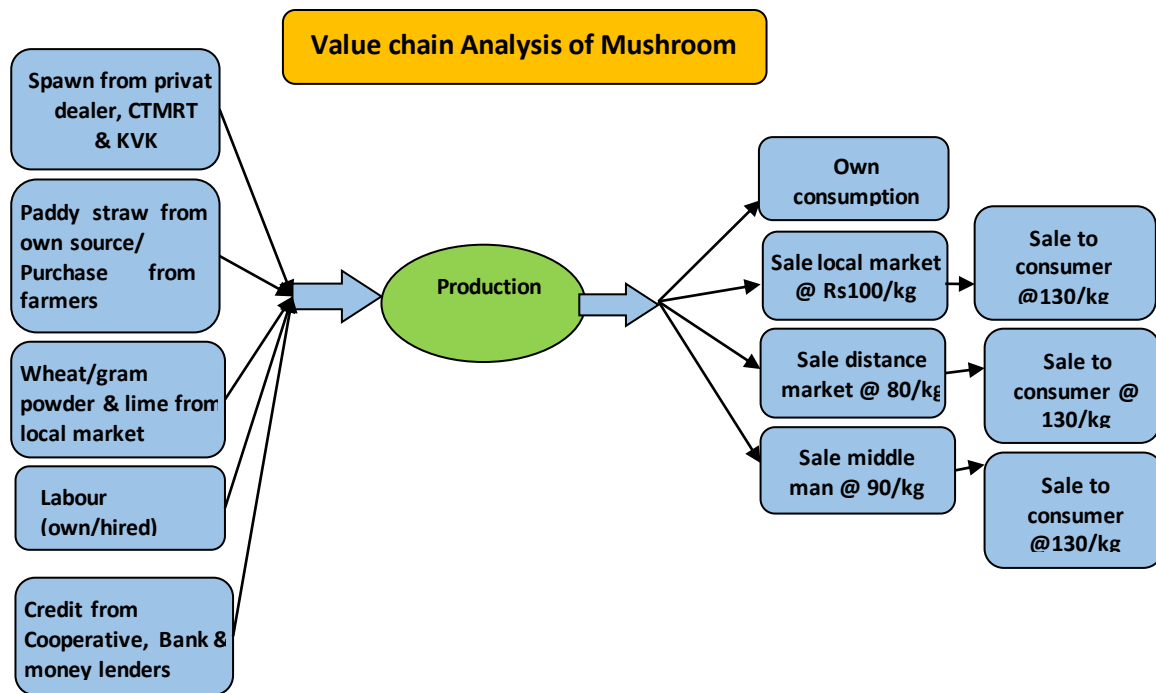 Value chain Analysis of Mushroom
Spawn from privat
dealer, CTMRT
& KVK
Paddy straw from
own source/
Purchase from
farmers
Wheat/gram
powder & lime from
local market
Labour
(own/hired)
Credit from
Cooperative, Bank &
money lenders
Production
Own
consumption
Sale local market
@ Rs100/kg
Sale distance
market @ 80/kg
Sale middle
man @ 90/kg
Sale to
consumer
@130/kg
Sale to
consumer @
130/kg
Sale to
consumer
@130/kg